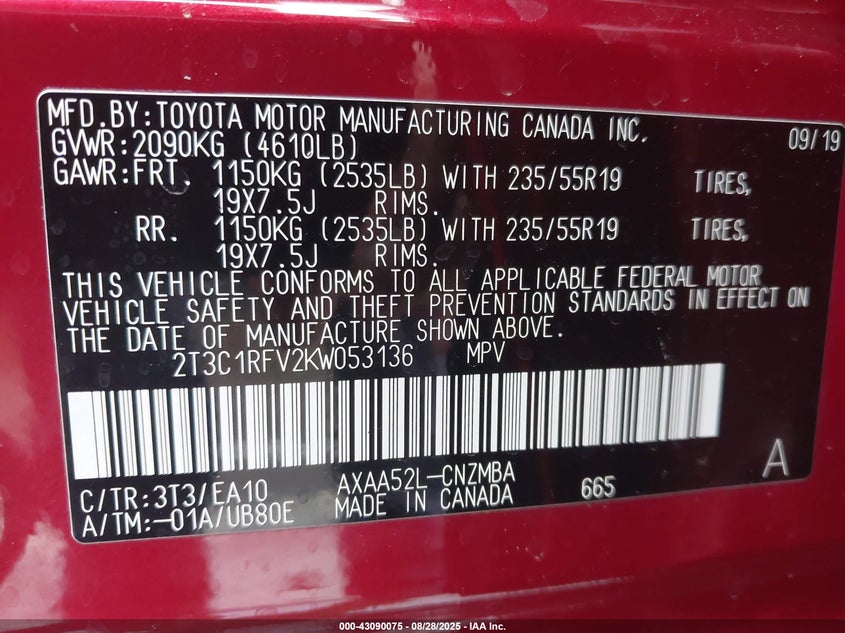 MFD.BY:TOYOTA MOTOR MANUFACTURING CANADA INC. 09/19
GVWR:2090KG (4610LB)
GAWR:FRT. 1150KG (2535LB) WITH 235/55R19 TIRES,
19X7.5J RIMS.
RR. 1150KG (2535LB) WITH 235/55R19 TIRES,
19X7.5J RIMS.
THIS VEHICLE CONFORMS TO ALL APPLICABLE FEDERAL MOTOR
VEHICLE SAFETY AND THEFT PREVENTION STANDARDS IN EFFECT ON
THE DATE OF MANUFACTURE SHOWN ABOVE.
2T3C1RFV2KW053136 MPV
A
C/TR:3T3/EA10 AXAA52L-CNZMBA 665
A/TM:-01A/UB80E MADE IN CANADA
000-43090075 - 08/28/2025 - IAA Inc.